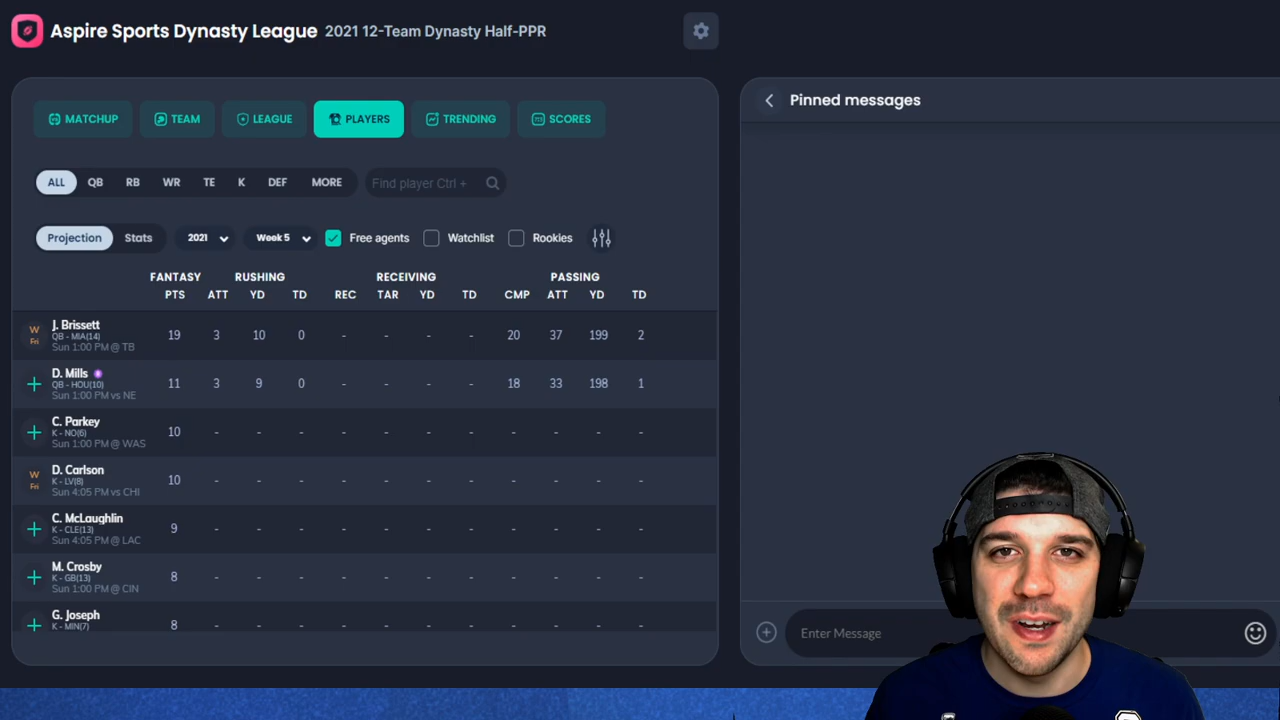 Aspire Sports Dynasty League 2021 12-Team Dynasty Half-PPR
MATCHUP TEAM LEAGUE PLAYERS TRENDING SCORES
Pinned messages
ALL QB RB WR TE K DEF MORE Find player Ctrl +
Projection Stats 2021 Week 5 Free agents Watchlist Rookies
FANTASY RUSHING RECEIVING PASSING
PTS ATT YD TD REC TAR YD TD CMP ATT YD TD
W
Fri
J. Brissett
QB - MIA(14)
Sun 1:00 PM @ TB
19 3 10 0 - - - - 20 37 199 2
D. Mills
QB - HOU(10)
Sun 1:00 PM vs NE
11 3 9 0 - - - - 18 33 198 1
C. Parkey
K - NO(6)
Sun 1:00 PM @ WAS
10 - - - - - - - - - - -
W
Fri
D. Carlson
K - LV(8)
Sun 4:05 PM vs CHI
10 - - - - - - - - - - -
C. McLaughlin
K - CLE(13)
Sun 4:05 PM @ LAC
9 - - - - - - - - - - -
M. Crosby
K - GB(13)
Sun 1:00 PM @ CIN
8 - - - - - - - - - - -
G. Joseph
K - MIN(7)
8 - - - - - - - - - - -
Enter Message